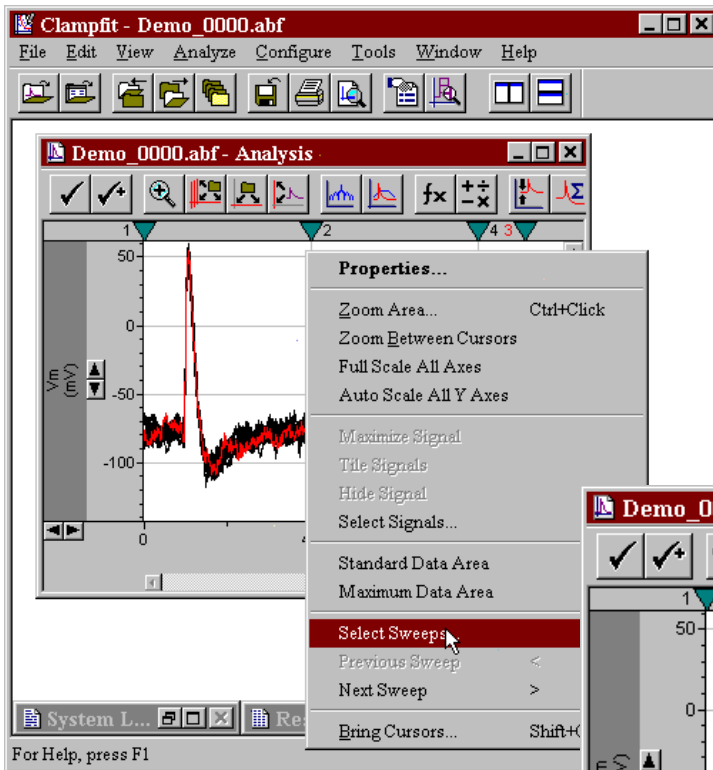 Clampfit - Demo_0000.abf
File Edit View Analyze Configure Tools Window Help
Demo_0000.abf - Analysis
fx
1 2 4 3
50
0
-50
-100
Vm
(mV)
0
Properties...
Zoom Area... Ctrl+Click
Zoom Between Cursors
Full Scale All Axes
Auto Scale All Y Axes
Maximize Signal
Tile Signals
Hide Signal
Select Signals...
Standard Data Area
Maximum Data Area
Select Sweeps...
Previous Sweep <
Next Sweep >
Bring Cursors... Shift+
Demo_0
1
50
0
System L...
Re
For Help, press F1